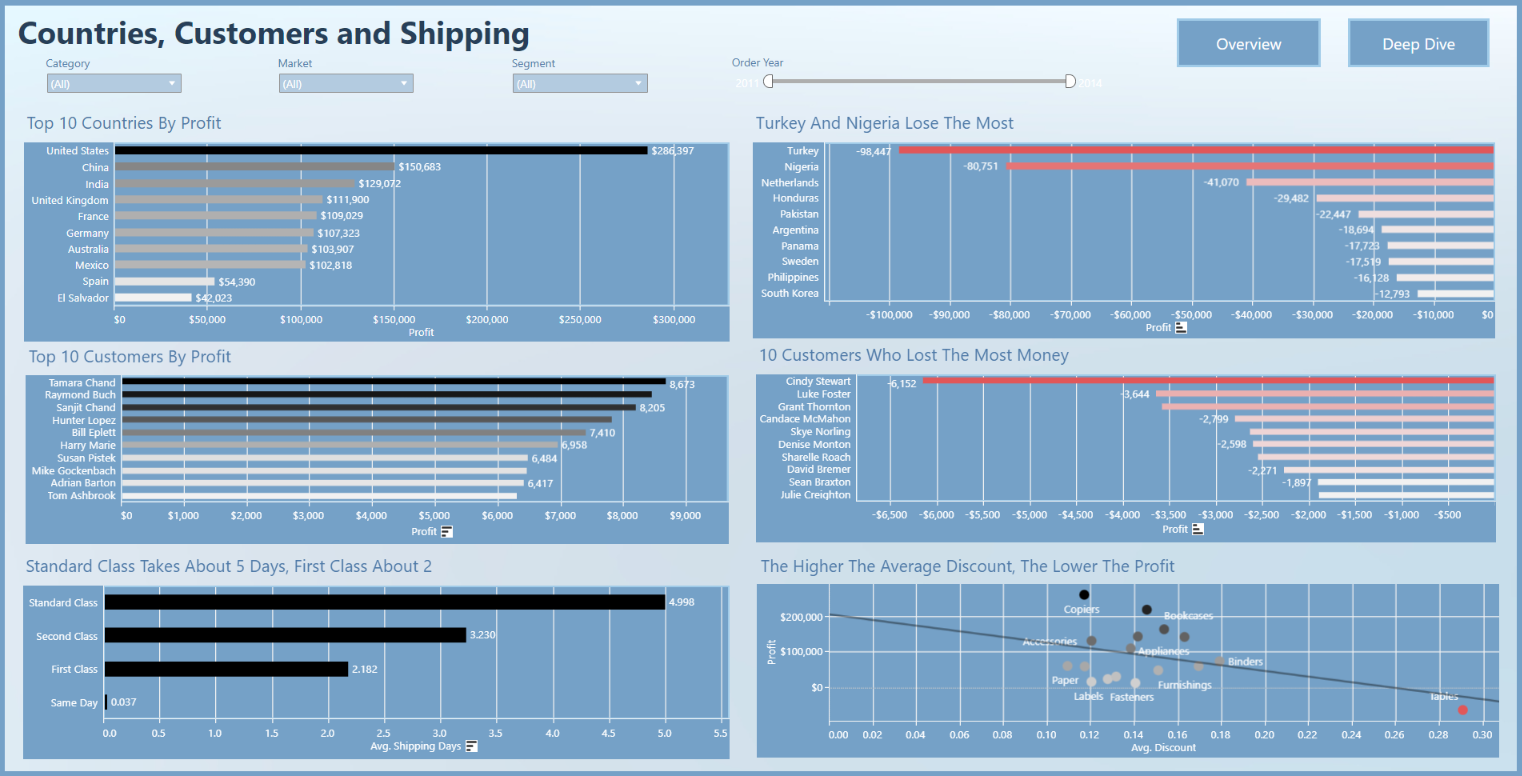 Countries, Customers and Shipping
Overview
Deep Dive
Category
Market
Segment
Order Year
(All)
(All)
(All)
2011
2014
Top 10 Countries By Profit
United States
$286,397
China
$150,683
India
$129,072
United Kingdom
$111,900
France
$109,029
Germany
$107,323
Australia
$103,907
Mexico
$102,818
Spain
$54,390
El Salvador
$42,023
$0
$50,000
$100,000
$150,000
$200,000
$250,000
$300,000
Profit
Turkey And Nigeria Lose The Most
Turkey
-98,447
Nigeria
-80,751
Netherlands
-41,070
Honduras
-29,482
Pakistan
-22,447
Argentina
-18,694
Panama
-17,723
Sweden
-17,519
Philippines
-16,128
South Korea
-12,793
-$100,000
-$90,000
-$80,000
-$70,000
-$60,000
-$50,000
-$40,000
-$30,000
-$20,000
-$10,000
$0
Profit
Top 10 Customers By Profit
Tamara Chand
8,673
Raymond Buch
Sanjit Chand
8,205
Hunter Lopez
Bill Eplett
7,410
Harry Marie
6,958
Susan Pistek
6,484
Mike Gockenbach
Adrian Barton
6,417
Tom Ashbrook
$0
$1,000
$2,000
$3,000
$4,000
$5,000
$6,000
$7,000
$8,000
$9,000
Profit
10 Customers Who Lost The Most Money
Cindy Stewart
-6,152
Luke Foster
-3,644
Grant Thornton
Candace McMahon
-2,799
Skye Norling
Denise Monton
-2,598
Sharelle Roach
David Bremer
-2,271
Sean Braxton
-1,897
Julie Creighton
-$6,500
-$6,000
-$5,500
-$5,000
-$4,500
-$4,000
-$3,500
-$3,000
-$2,500
-$2,000
-$1,500
-$1,000
-$500
Profit
Standard Class Takes About 5 Days, First Class About 2
Standard Class
4.998
Second Class
3.230
First Class
2.182
Same Day
0.037
0.0
0.5
1.0
1.5
2.0
2.5
3.0
3.5
4.0
4.5
5.0
5.5
Avg. Shipping Days
The Higher The Average Discount, The Lower The Profit
Profit
$200,000
$100,000
$0
Copiers
Bookcases
Accessories
Appliances
Binders
Paper
Furnishings
Labels
Fasteners
Tables
0.00
0.02
0.04
0.06
0.08
0.10
0.12
0.14
0.16
0.18
0.20
0.22
0.24
0.26
0.28
0.30
Avg. Discount